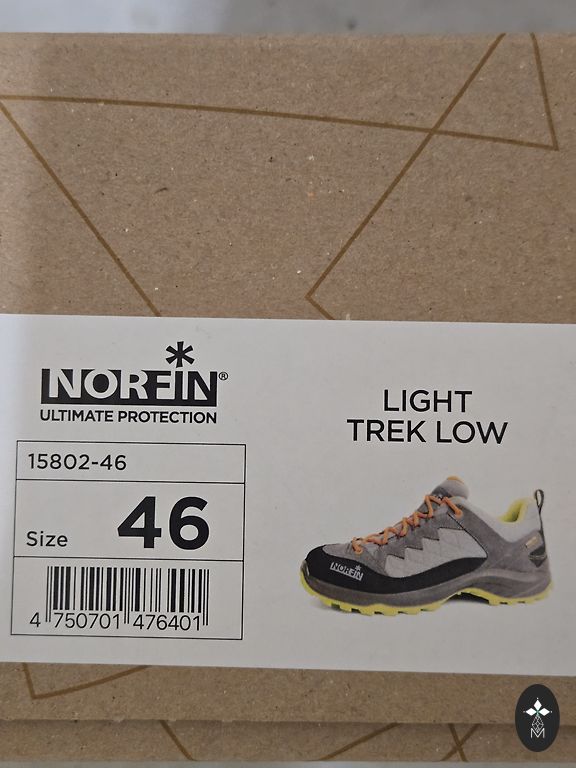 NORFIN®
ULTIMATE PROTECTION
15802-46
Size 46
4 750701 476401
LIGHT
TREK LOW
NORFIN
M